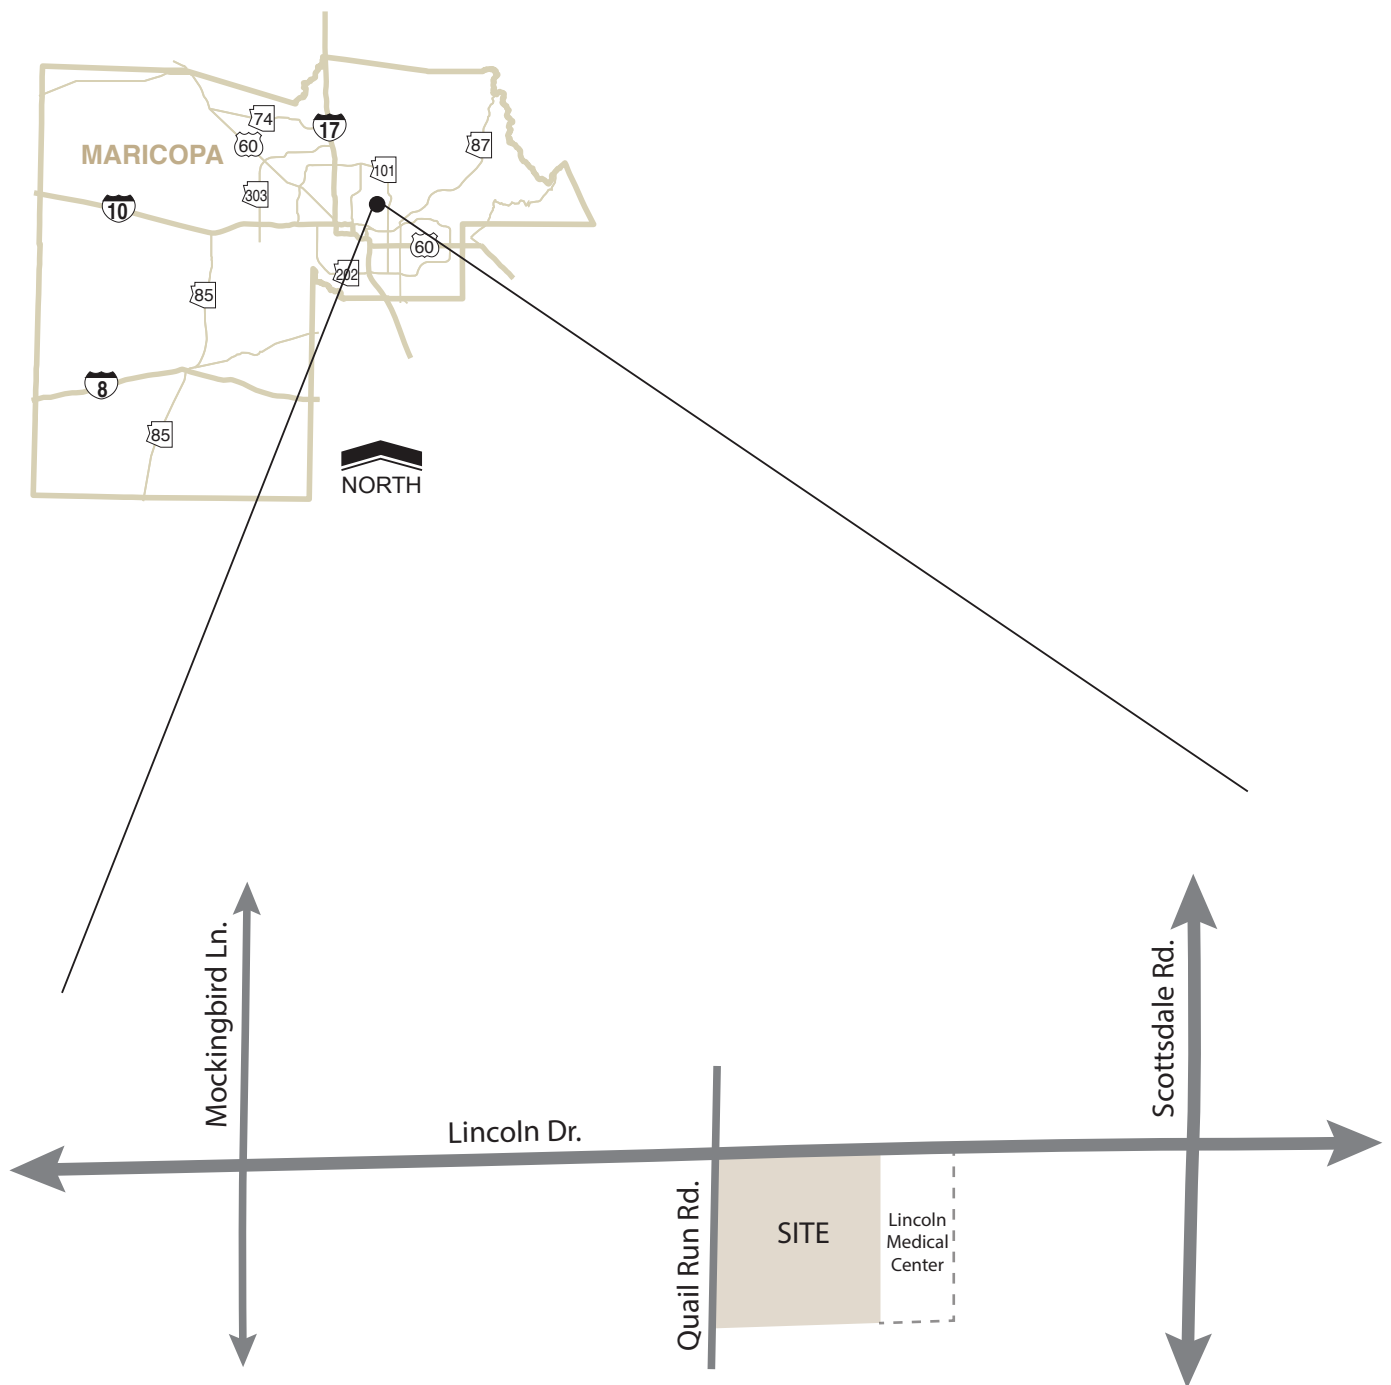 74
17
60
87
MARICOPA
101
303
10
60
202
85
8
85
NORTH
Mockingbird Ln.
Scottsdale Rd.
Lincoln Dr.
Quail Run Rd.
SITE
Lincoln
Medical
Center